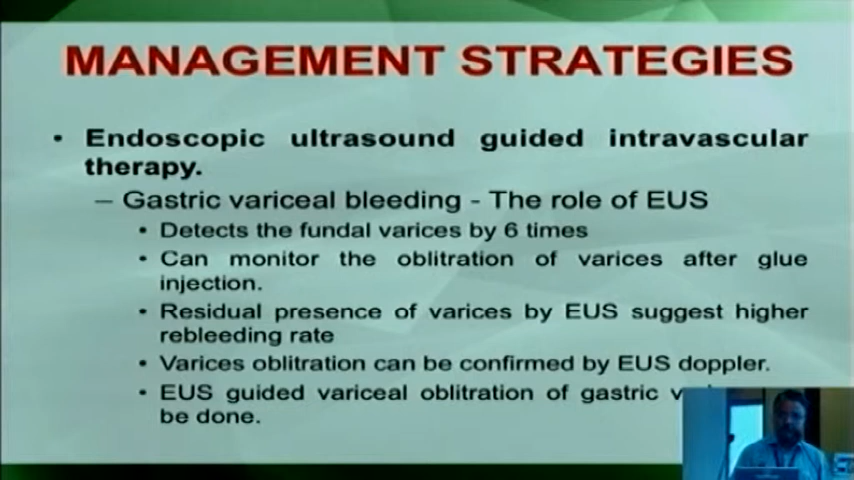 MANAGEMENT STRATEGIES
• Endoscopic ultrasound guided intravascular
therapy.
– Gastric variceal bleeding - The role of EUS
• Detects the fundal varices by 6 times
• Can monitor the oblitration of varices after glue
injection.
• Residual presence of varices by EUS suggest higher
rebleeding rate
• Varices oblitration can be confirmed by EUS doppler.
• EUS guided variceal oblitration of gastric
be done.